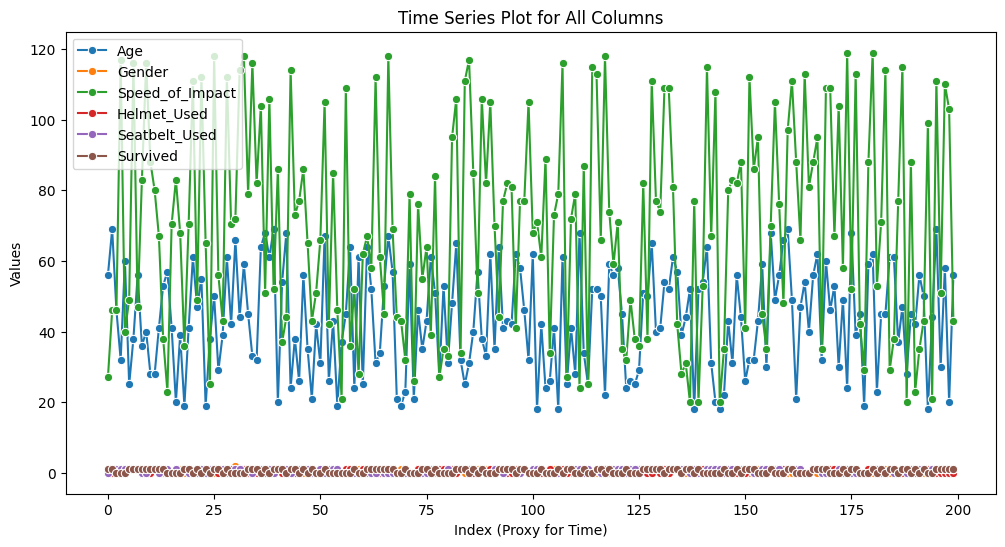 Time Series Plot for All Columns
Age
Gender
Speed_of_Impact
Helmet_Used
Seatbelt_Used
Survived
Values
120
100
80
60
40
20
0
0 25 50 75 100 125 150 175 200
Index (Proxy for Time)